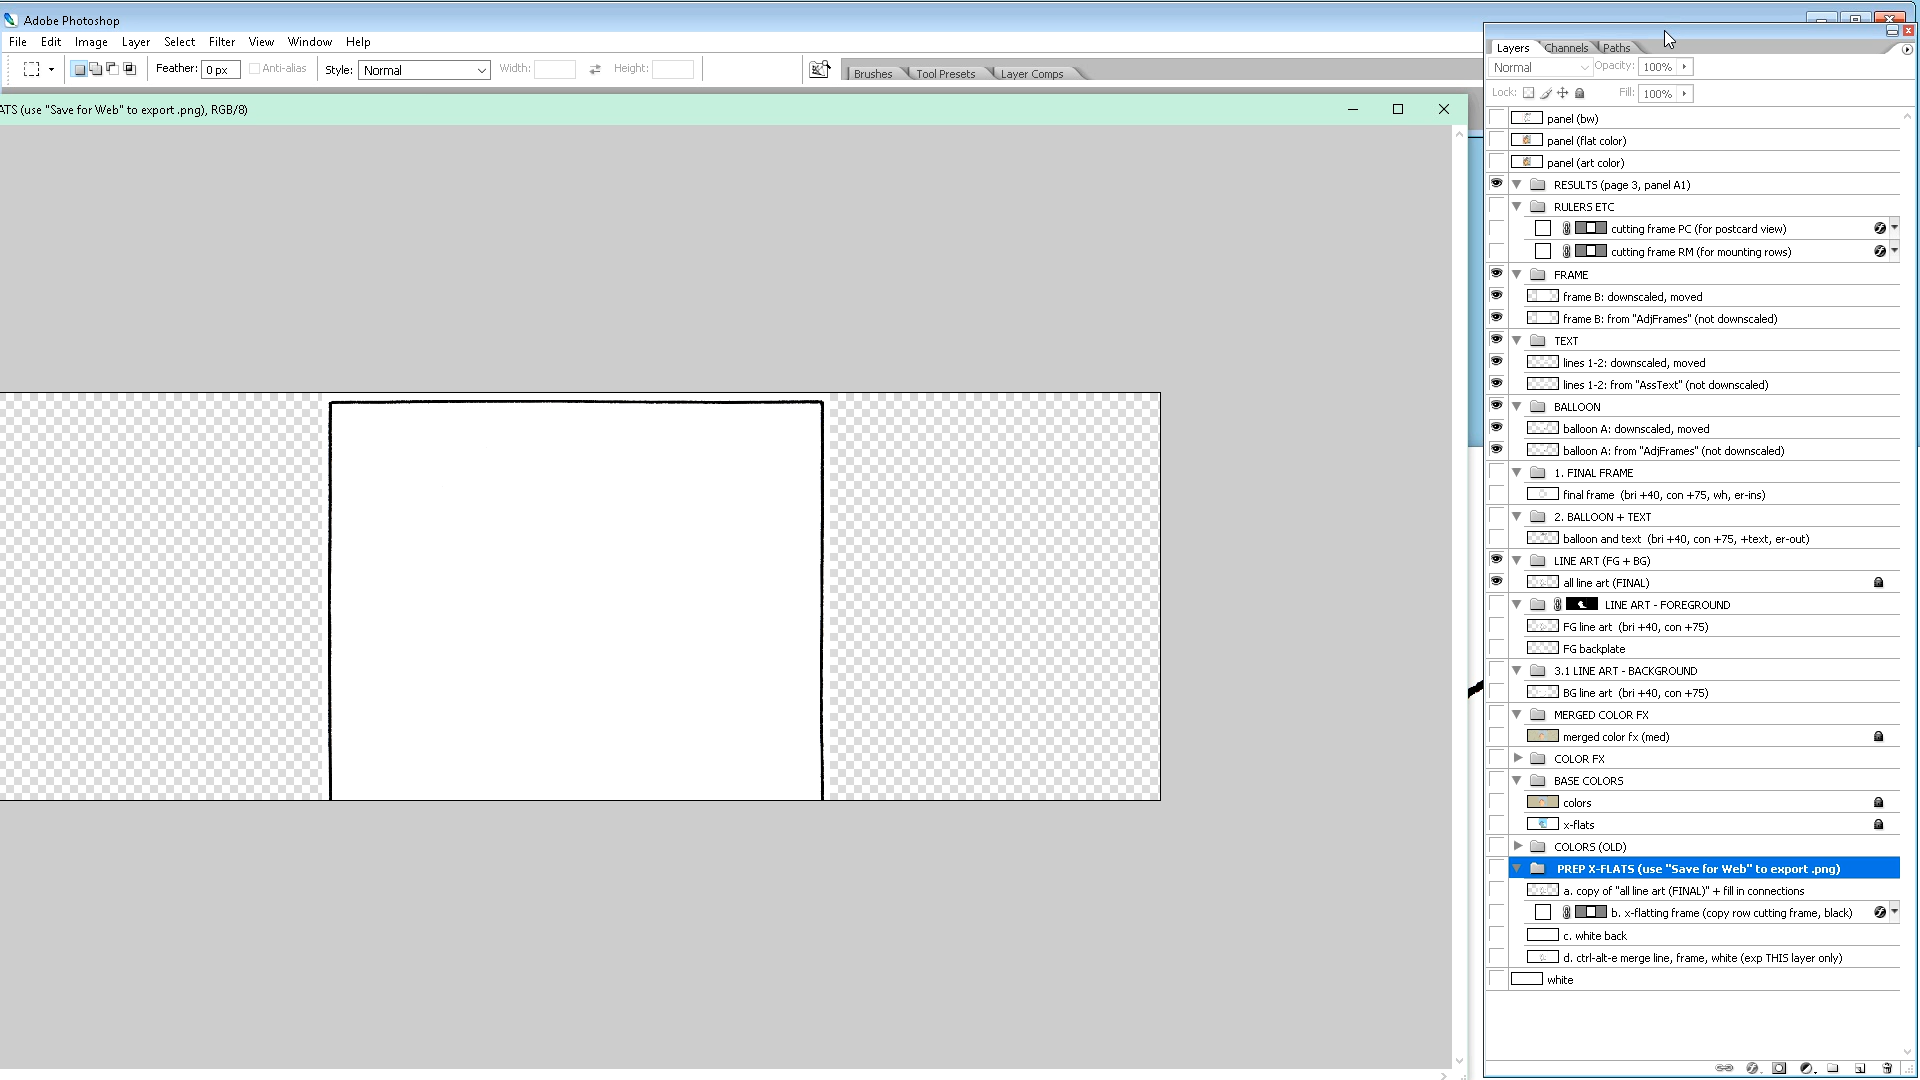 Adobe Photoshop
File Edit Image Layer Select Filter View Window Help
Feather: 0 px Anti-alias Style: Normal Width: Height:
Brushes Tool Presets Layer Comps
ATS (use "Save for Web" to export .png), RGB/8)
Layers Channels Paths
Normal Opacity: 100%
Lock: Fill: 100%
panel (bw)
panel (flat color)
panel (art color)
RESULTS (page 3, panel A1)
RULERS ETC
cutting frame PC (for postcard view)
cutting frame RM (for mounting rows)
FRAME
frame B: downscaled, moved
frame B: from "AdjFrames" (not downscaled)
TEXT
lines 1-2: downscaled, moved
lines 1-2: from "AssText" (not downscaled)
BALLOON
balloon A: downscaled, moved
balloon A: from "AdjFrames" (not downscaled)
1. FINAL FRAME
final frame (bri +40, con +75, wh, er-ins)
2. BALLOON + TEXT
balloon and text (bri +40, con +75, +text, er-out)
LINE ART (FG + BG)
all line art (FINAL)
LINE ART - FOREGROUND
FG line art (bri +40, con +75)
FG backplate
3.1 LINE ART - BACKGROUND
BG line art (bri +40, con +75)
MERGED COLOR FX
merged color fx (med)
COLOR FX
BASE COLORS
colors
x-flats
COLORS (OLD)
PREP X-FLATS (use "Save for Web" to export .png)
a. copy of "all line art (FINAL)" + fill in connections
b. x-flatting frame (copy row cutting frame, black)
c. white back
d. ctrl-alt-e merge line, frame, white (exp THIS layer only)
white